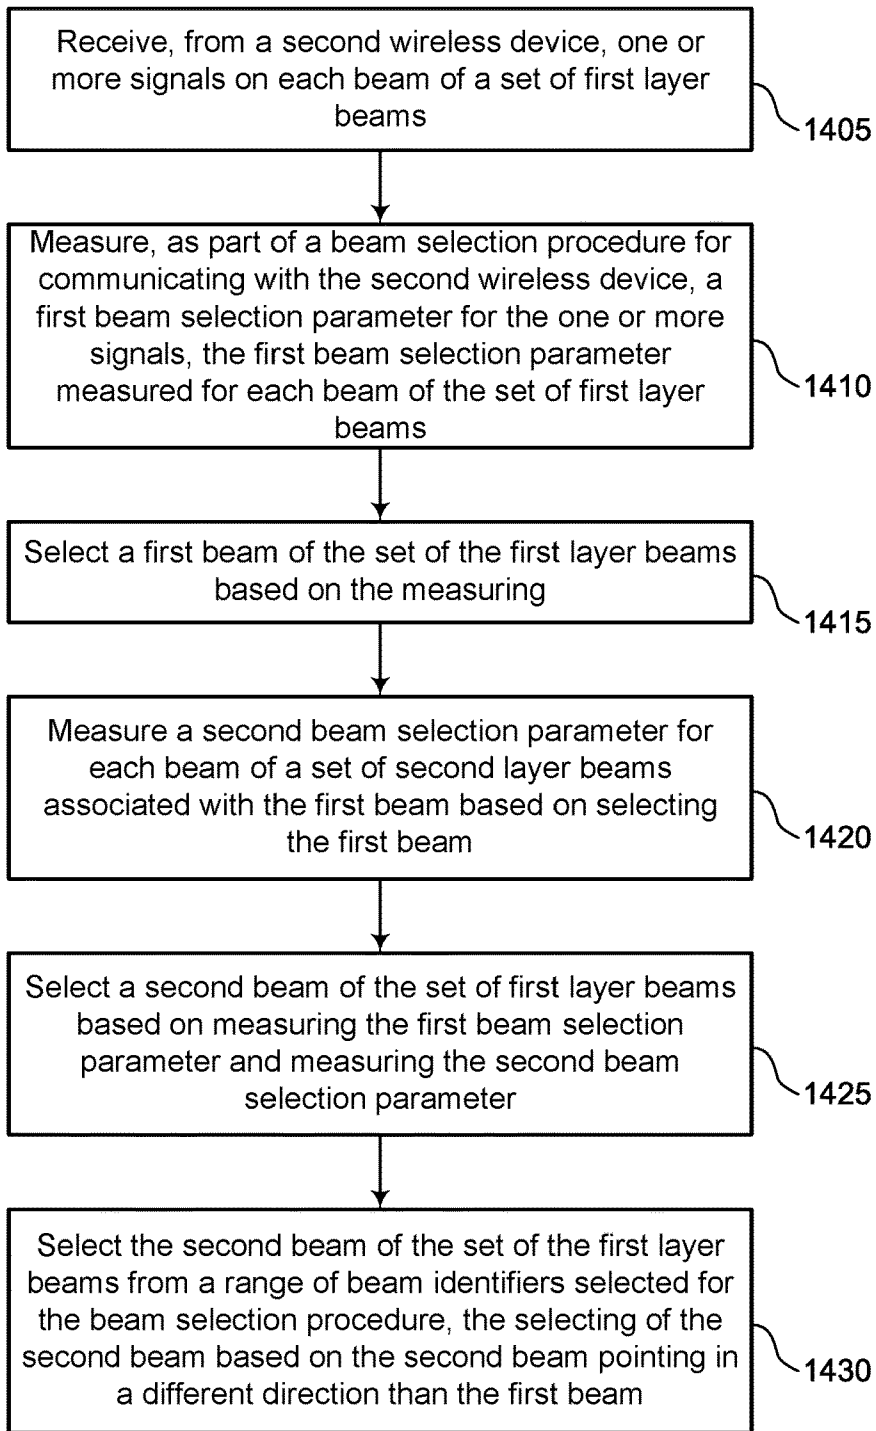 Receive, from a second wireless device, one or
more signals on each beam of a set of first layer
beams
1405
Measure, as part of a beam selection procedure for
communicating with the second wireless device, a
first beam selection parameter for the one or more
signals, the first beam selection parameter
measured for each beam of the set of first layer
beams
1410
Select a first beam of the set of the first layer beams
based on the measuring
1415
Measure a second beam selection parameter for
each beam of a set of second layer beams
associated with the first beam based on selecting
the first beam
1420
Select a second beam of the set of first layer beams
based on measuring the first beam selection
parameter and measuring the second beam
selection parameter
1425
Select the second beam of the set of the first layer
beams from a range of beam identifiers selected for
the beam selection procedure, the selecting of the
second beam based on the second beam pointing in
a different direction than the first beam
1430